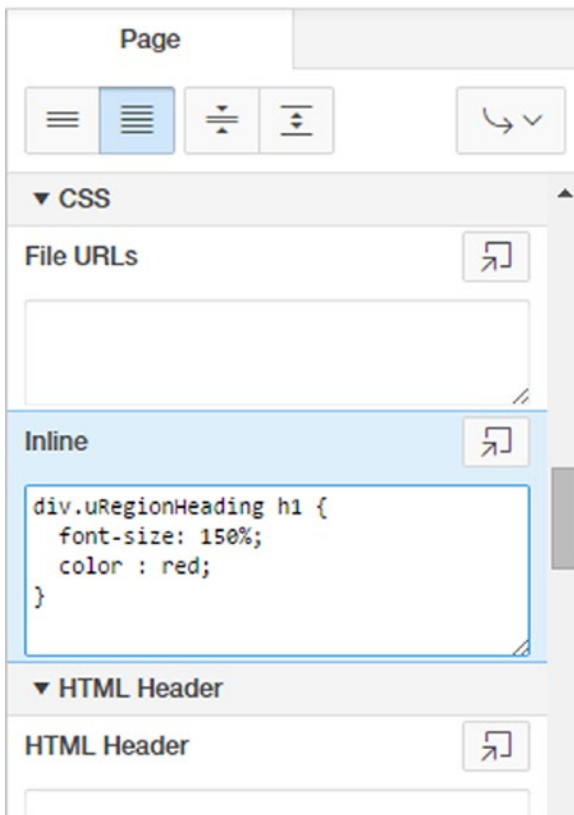 Page
CSS
File URLs
Inline
div.uRegionHeading h1 {
  font-size: 150%;
  color : red;
}
HTML Header
HTML Header